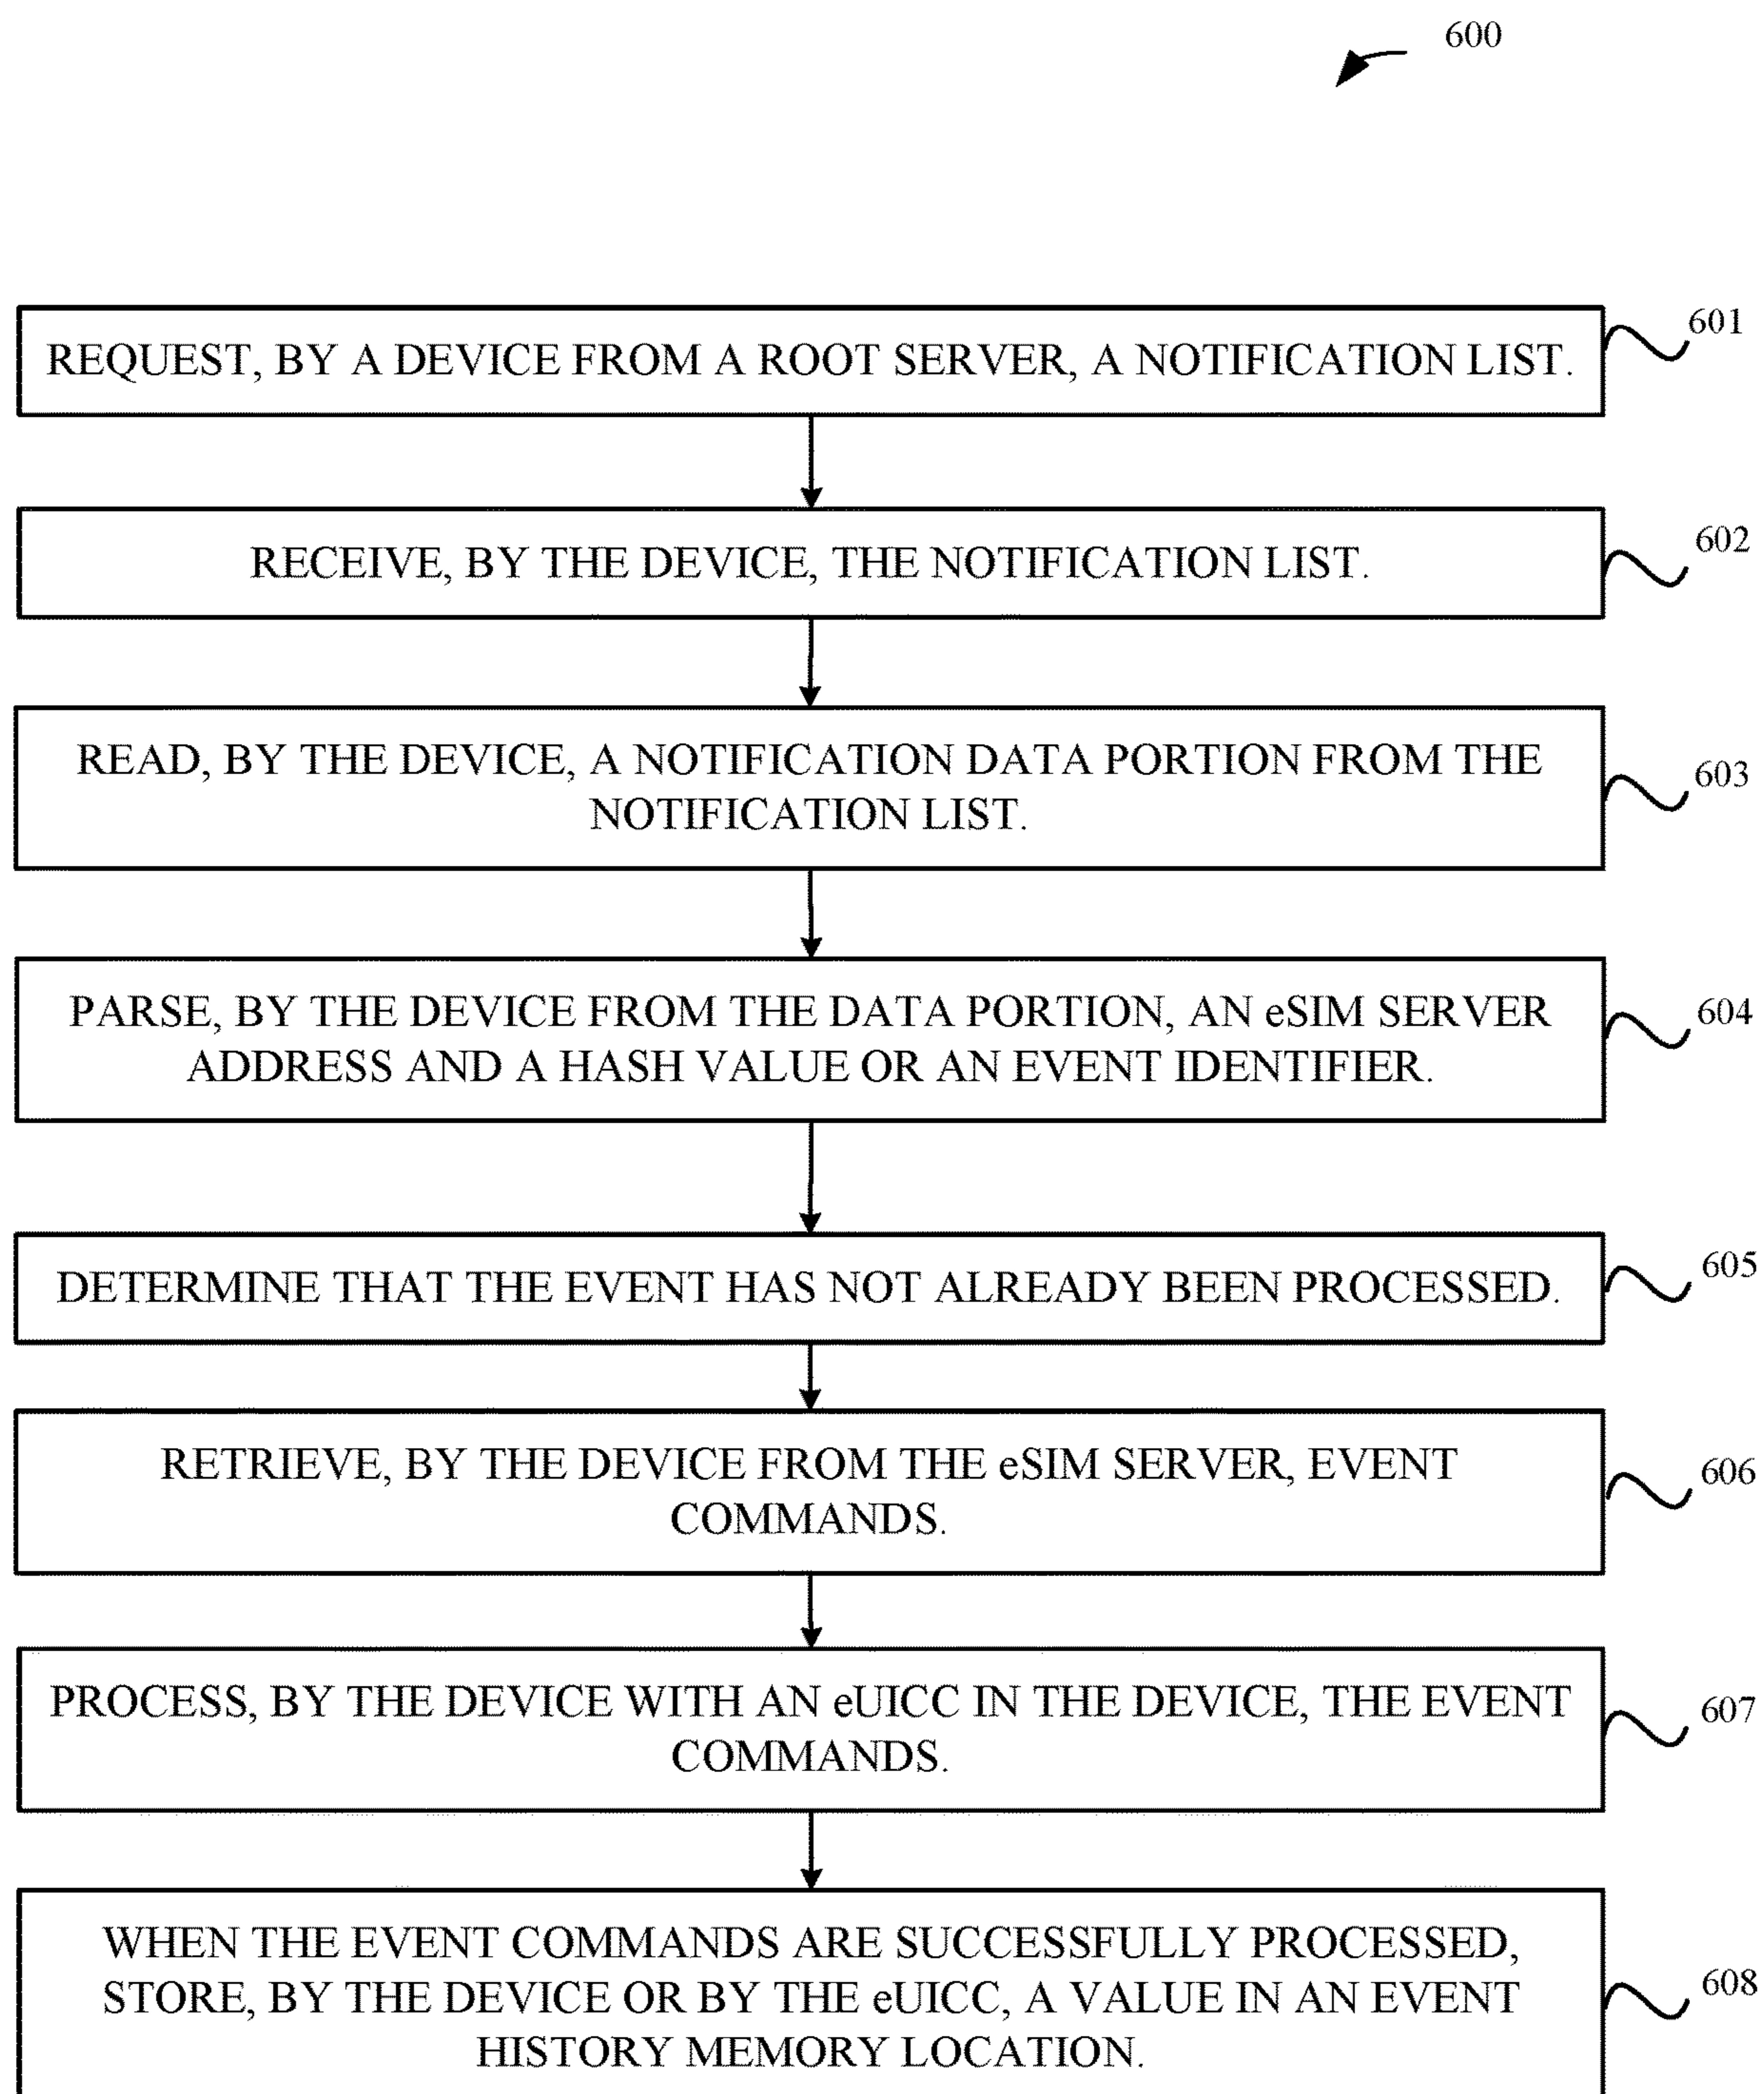 600
REQUEST, BY A DEVICE FROM A ROOT SERVER, A NOTIFICATION LIST.
601
RECEIVE, BY THE DEVICE, THE NOTIFICATION LIST.
602
READ, BY THE DEVICE, A NOTIFICATION DATA PORTION FROM THE
NOTIFICATION LIST.
603
PARSE, BY THE DEVICE FROM THE DATA PORTION, AN eSIM SERVER
ADDRESS AND A HASH VALUE OR AN EVENT IDENTIFIER.
604
DETERMINE THAT THE EVENT HAS NOT ALREADY BEEN PROCESSED.
605
RETRIEVE, BY THE DEVICE FROM THE eSIM SERVER, EVENT
COMMANDS.
606
PROCESS, BY THE DEVICE WITH AN eUICC IN THE DEVICE, THE EVENT
COMMANDS.
607
WHEN THE EVENT COMMANDS ARE SUCCESSFULLY PROCESSED,
STORE, BY THE DEVICE OR BY THE eUICC, A VALUE IN AN EVENT
HISTORY MEMORY LOCATION.
608